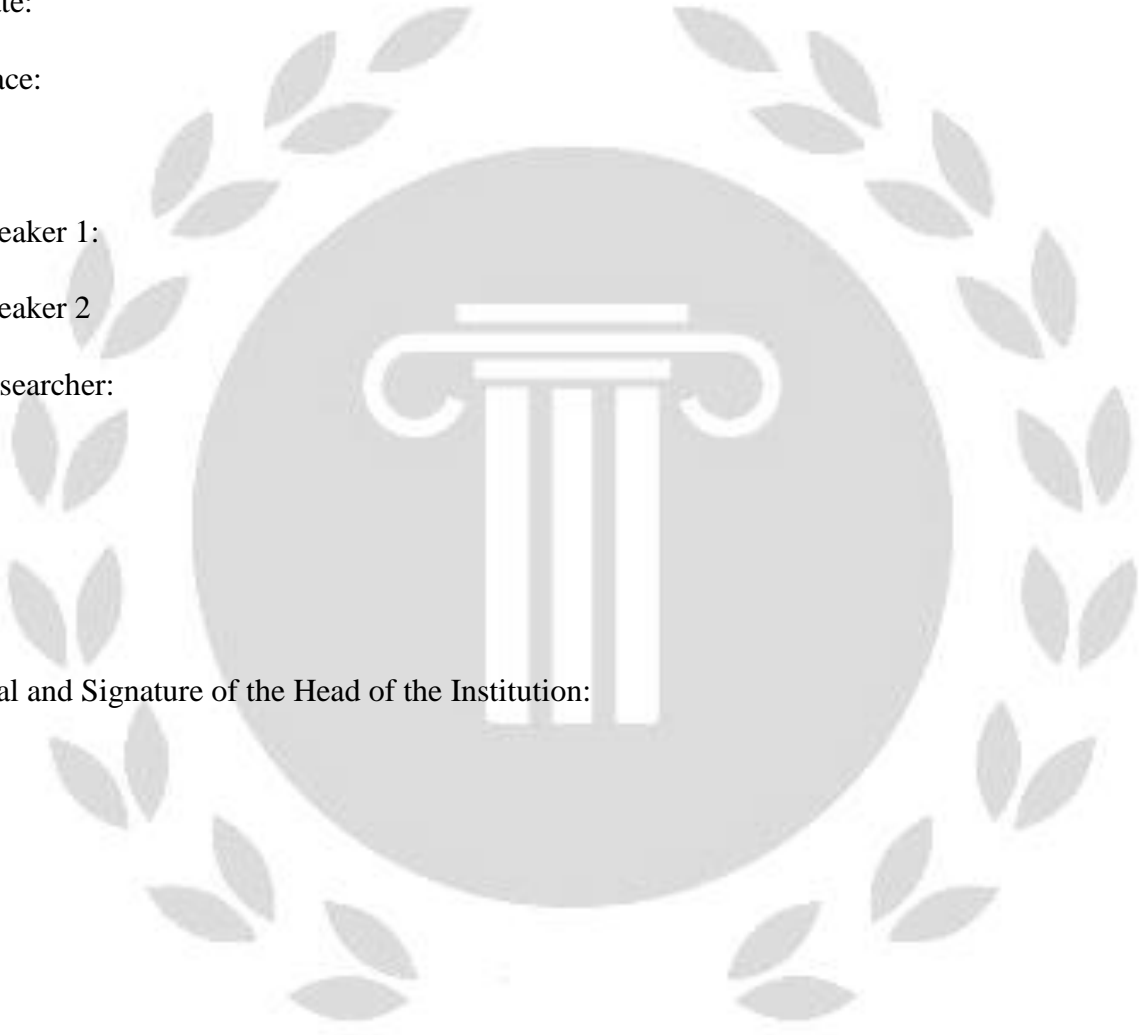 te:
ace:
eaker 1:
eaker 2
searcher:
al and Signature of the Head of the Institution: